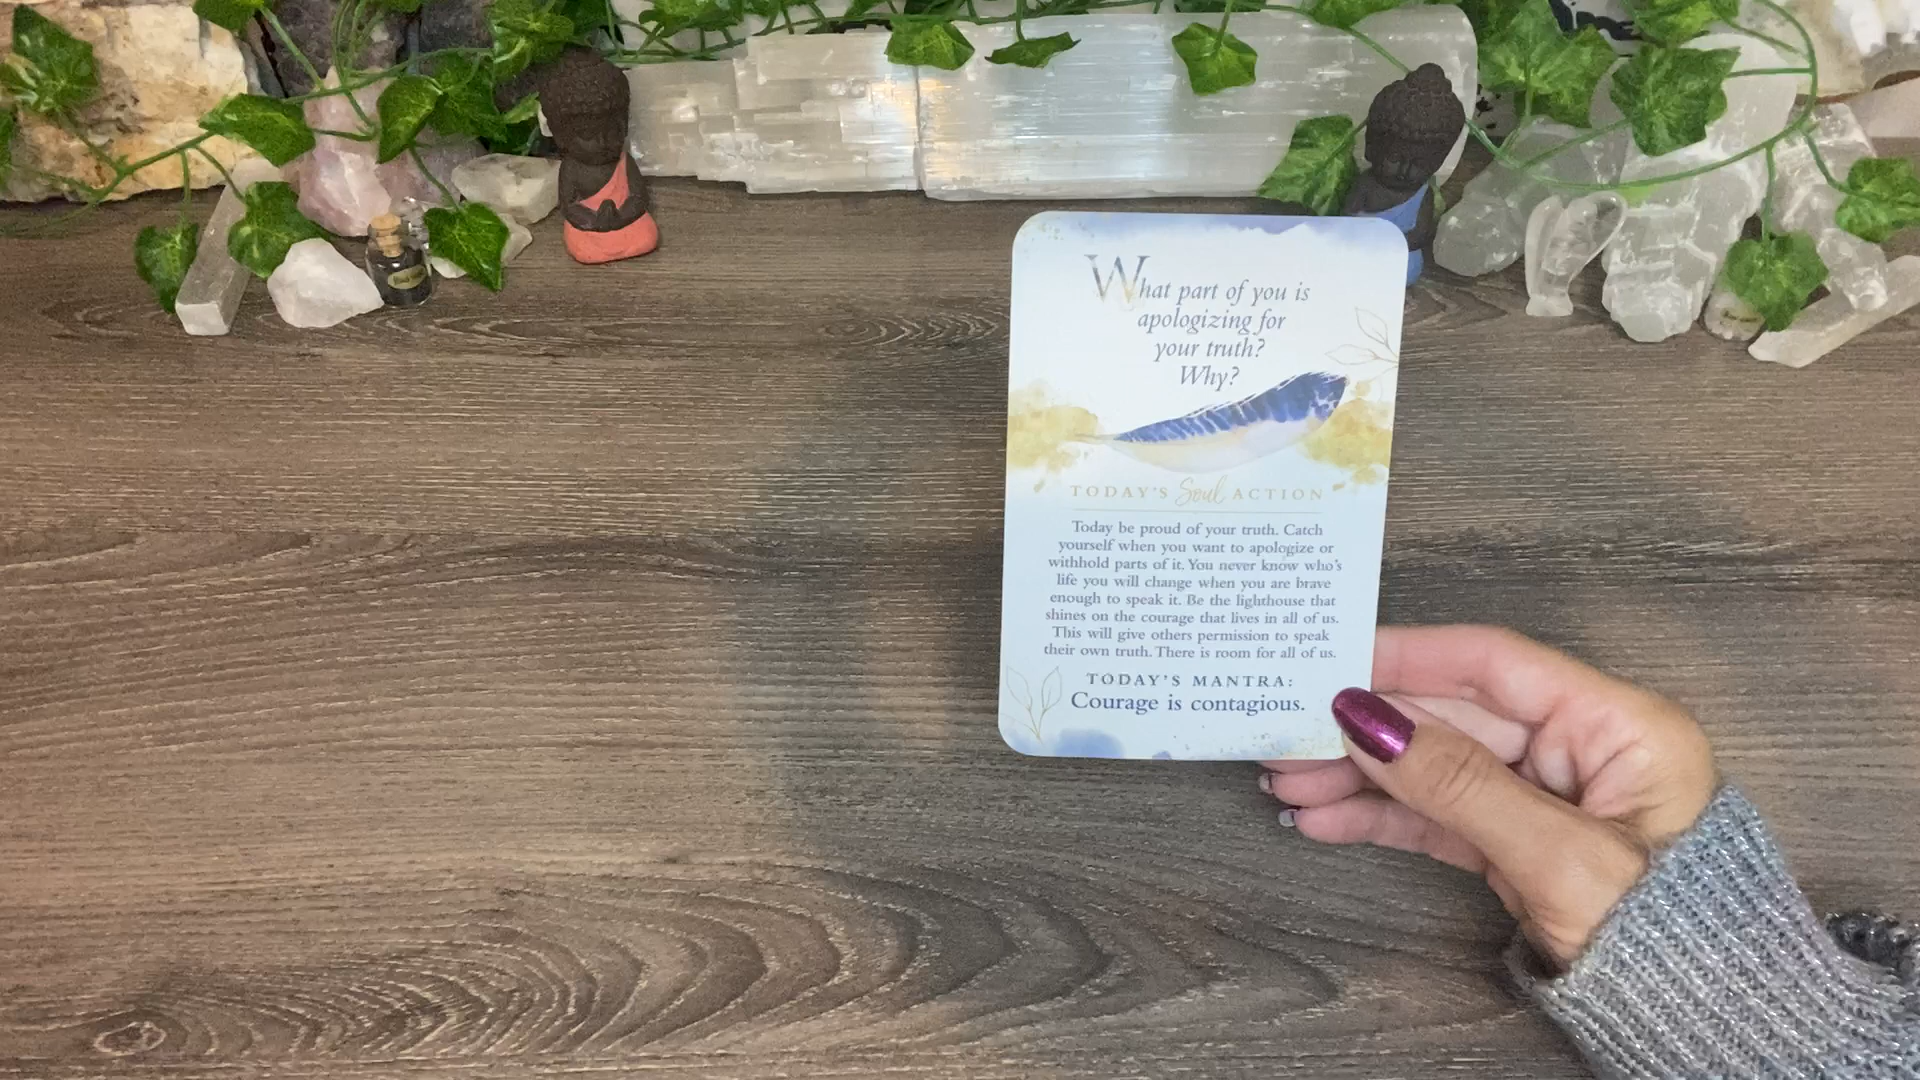 What part of you is
apologizing for
your truth?
Why?
TODAY'S Soul ACTION
Today be proud of your truth. Catch
yourself when you want to apologize or
withhold parts of it. You never know who's
life you will change when you are brave
enough to speak it. Be the lighthouse that
shines on the courage that lives in all of us.
This will give others permission to speak
their own truth. There is room for all of us.
TODAY'S MANTRA:
Courage is contagious.